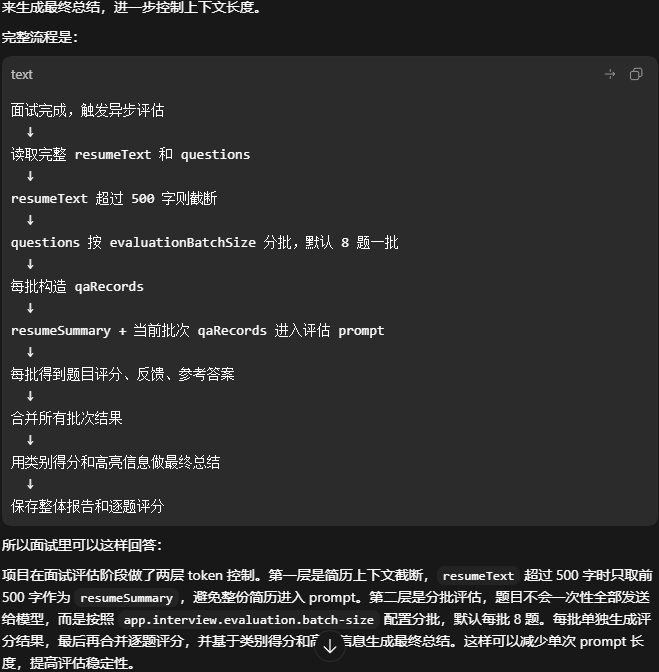 来生成最终总结，进一步控制上下文长度。
完整流程是：
text
面试完成，触发异步评估
↓
读取完整 resumeText 和 questions
↓
resumeText 超过 500 字则截断
↓
questions 按 evaluationBatchSize 分批，默认 8 题一批
↓
每批构造 qaRecords
↓
resumeSummary + 当前批次 qaRecords 进入评估 prompt
↓
每批得到题目评分、反馈、参考答案
↓
合并所有批次结果
↓
用类别得分和高亮信息做最终总结
↓
保存整体报告和逐题评分
所以面试里可以这样回答：
项目在面试评估阶段做了两层 token 控制。第一层是简历上下文截断，resumeText 超过 500 字时只取前
500 字作为 resumeSummary，避免整份简历进入 prompt。第二层是分批评估，题目不会一次性全部发送
给模型，而是按照 app.interview.evaluation.batch-size 配置分批，默认每批 8 题。每批单独生成评
分结果，最后再合并逐题评分，并基于类别得分和高信息生成最终总结。这样可以减少单次 prompt 长
度，提高评估稳定性。